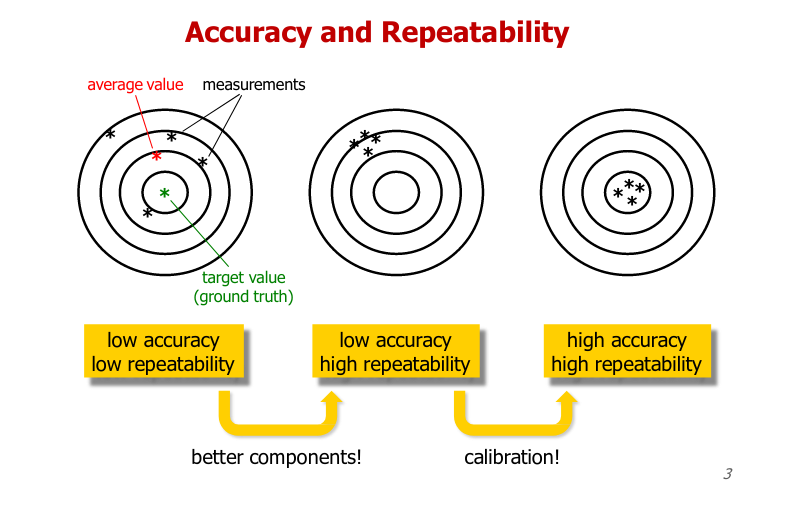 Accuracy and Repeatability
average value
measurements
target value
(ground truth)
low accuracy
low repeatability
low accuracy
high repeatability
high accuracy
high repeatability
better components!
calibration!
3